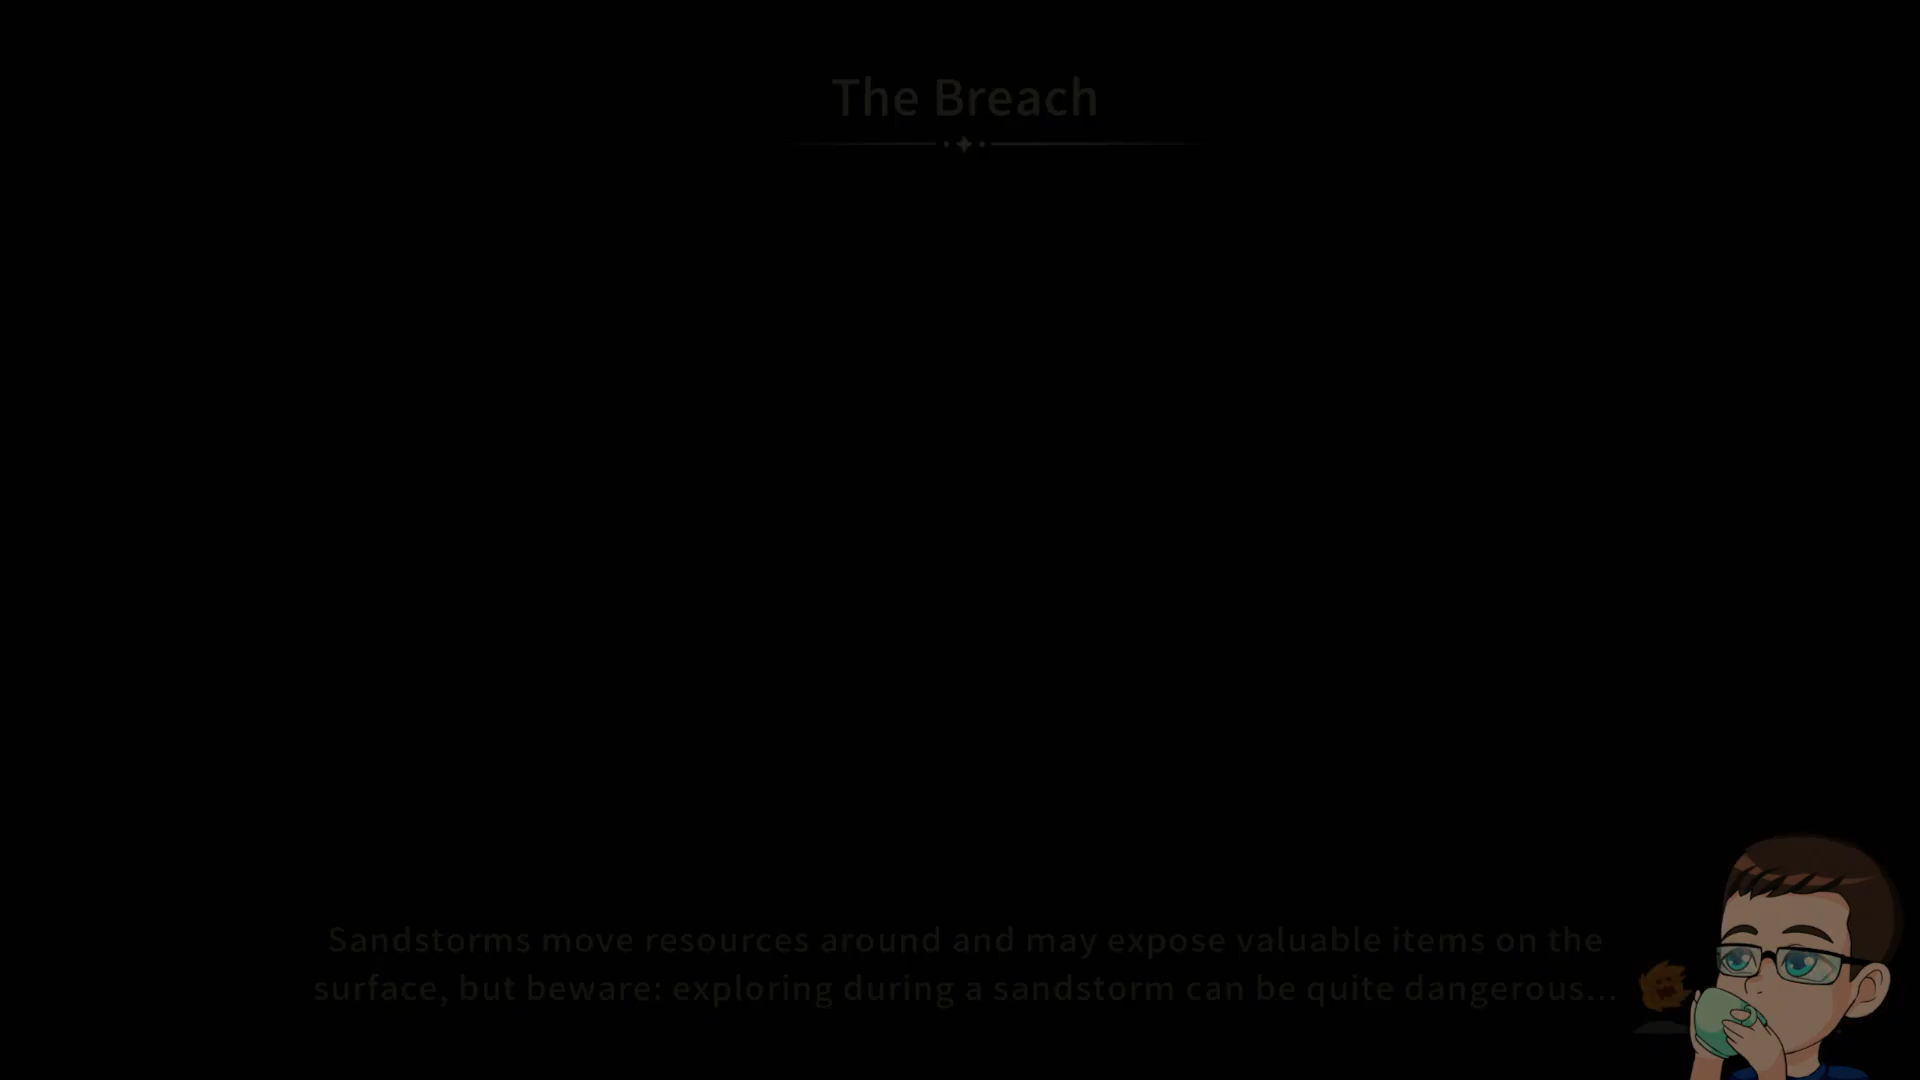 The Breach
Sandstorms move resources around and may expose valuable items on the
surface, but beware: exploring during a sandstorm can be quite dangerous...